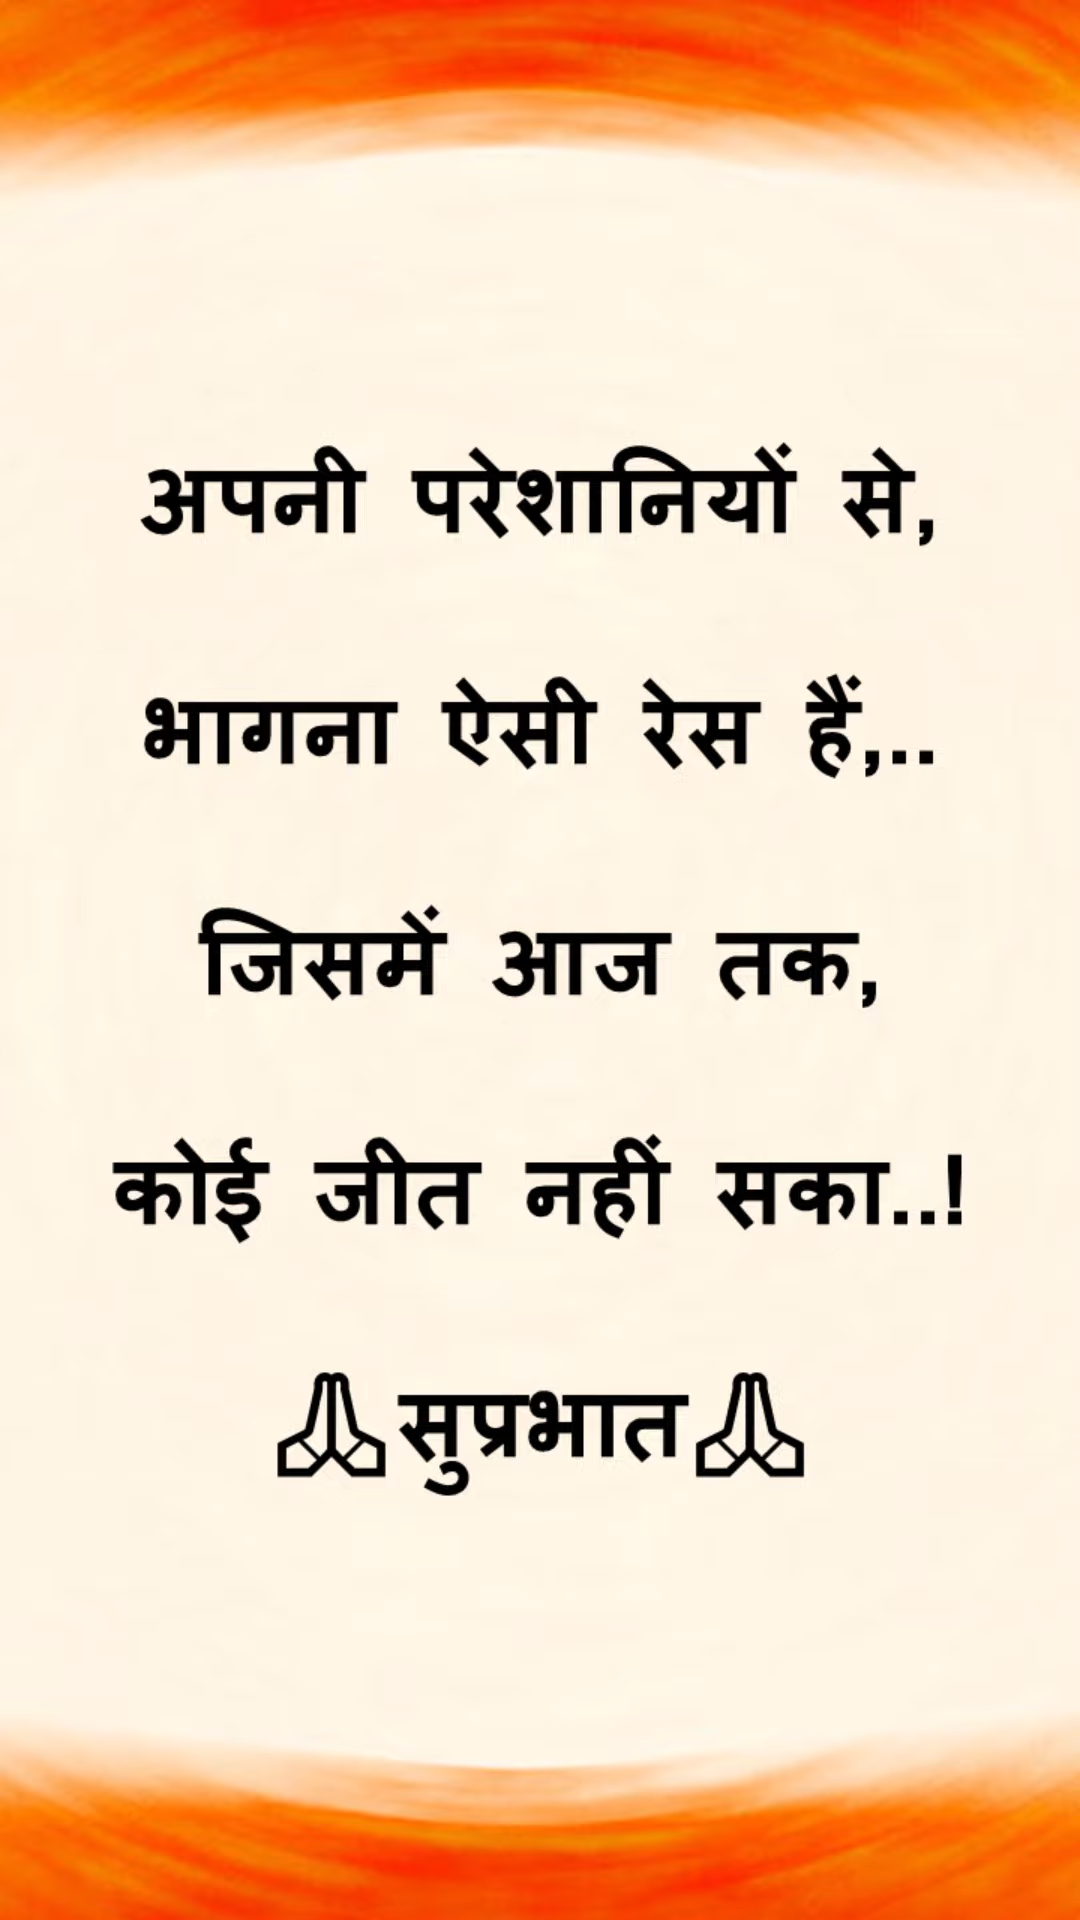 अपनी परेशानियों से,
भागना ऐसी रेस हैं,..
जिसमें आज तक,
कोई जीत नहीं सका..!
🙏सुप्रभात🙏